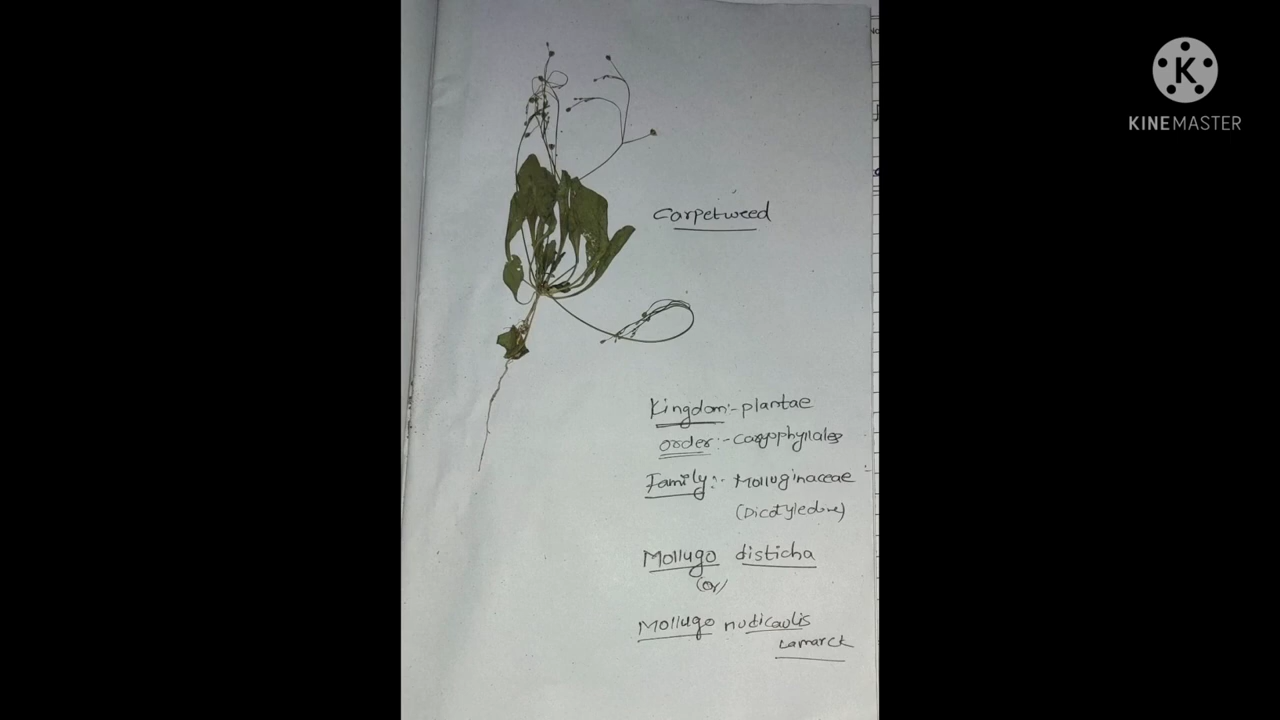 KINEMASTER
Carpetweed
Kingdom:- plantae
order:- Caryophyllales
Family:- Molluginaceae
(Dicotyledone)
Mollugo disticha
(or)
Mollugo nudicaulis
Lamarck